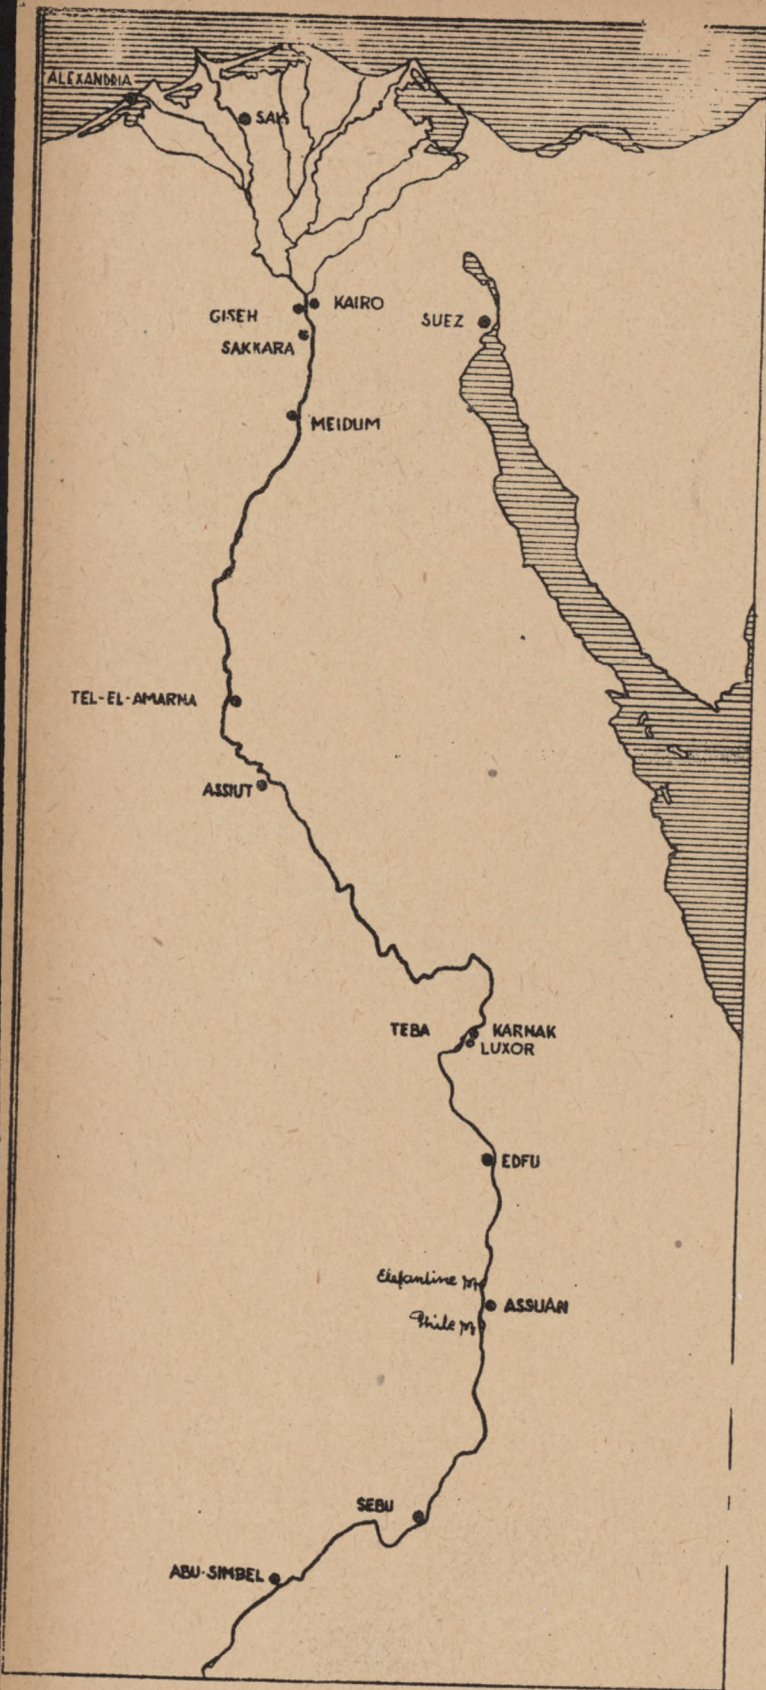 ALEXANDRIA
SAIS
KAIRO
GISEH
SUEZ
SAKKARA
MEIDUM
TEL-EL-AMARNA
ASSIUT
TEBA
KARNAK
LUXOR
EDFU
Elefantine
ASSUAN
Phile
SEBU
ABU-SIMBEL